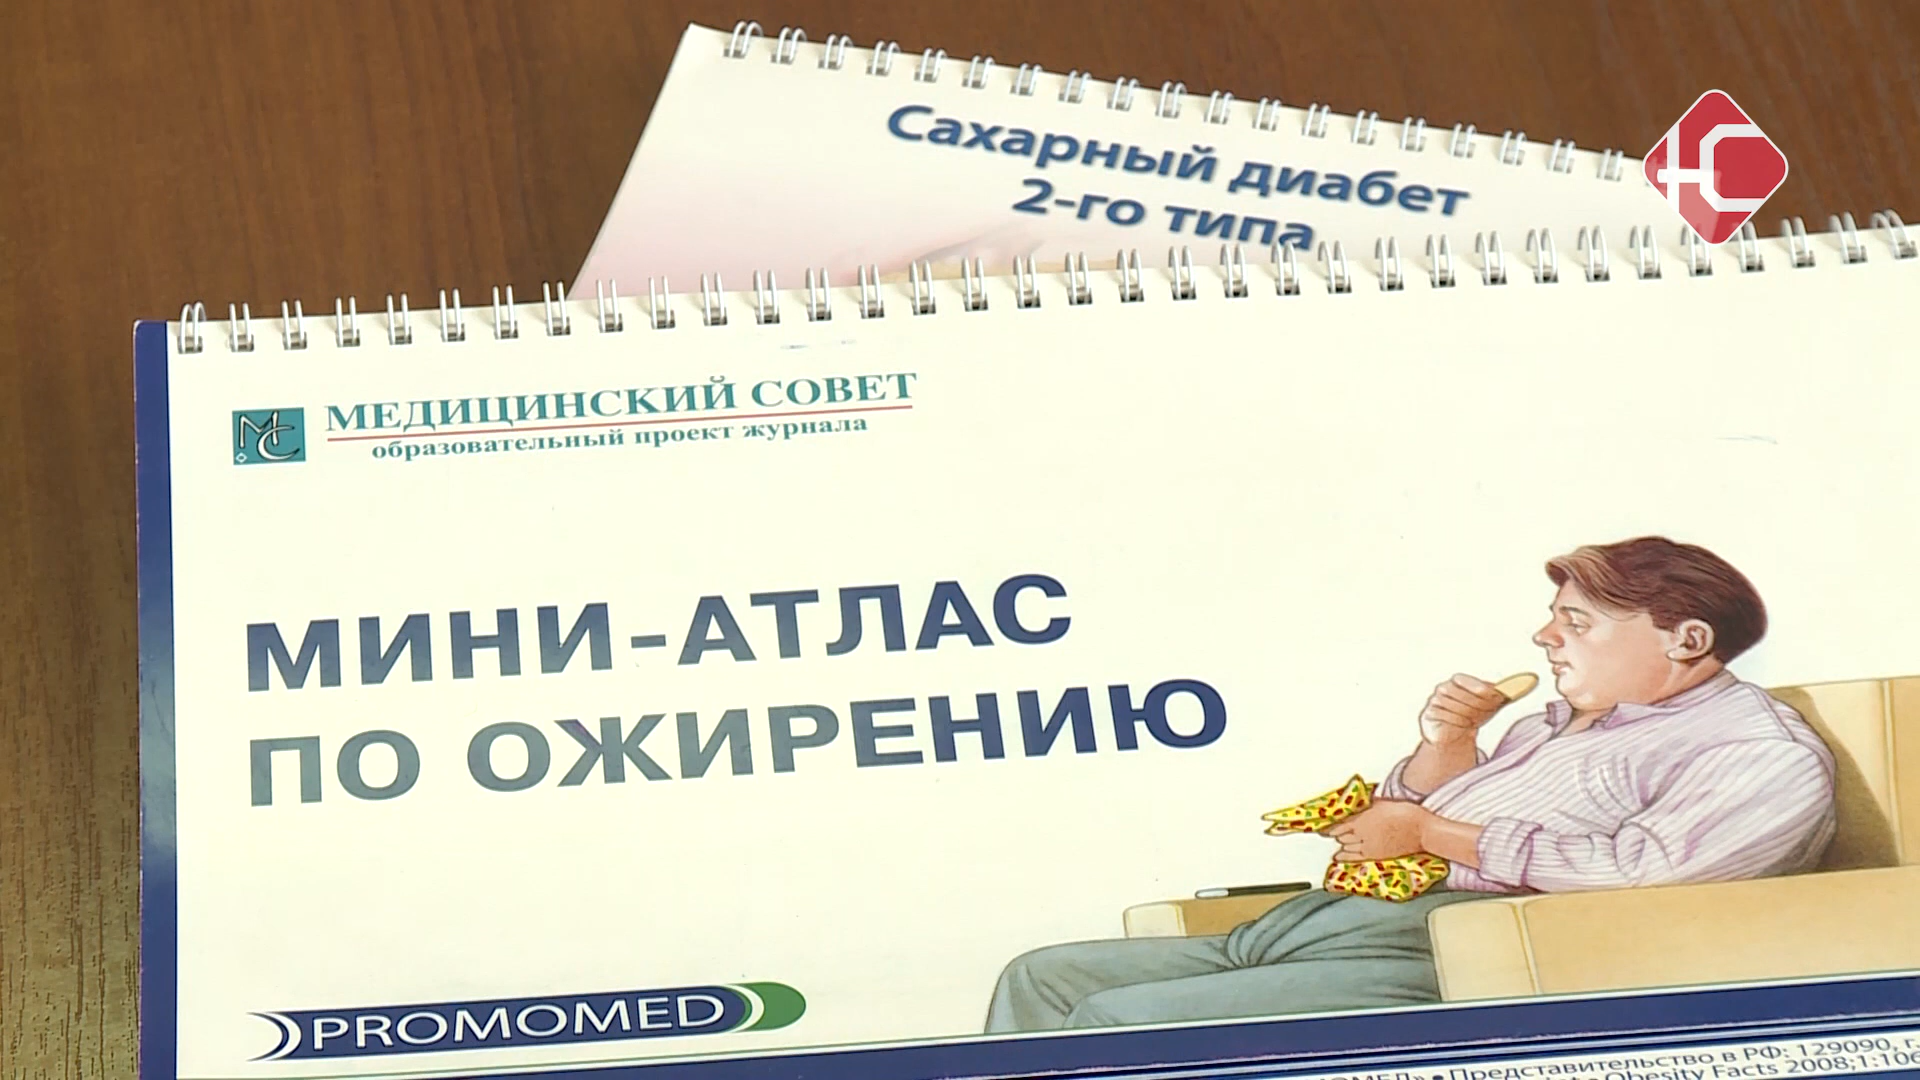 Сахарный диабет
2-го типа
МС
МЕДИЦИНСКИЙ СОВЕТ
образовательный проект журнала
МИНИ-АТЛАС
ПО ОЖИРЕНИЮ
PROMOMED
Представительство в РФ: 129090, г.
Obesity Facts 2008;1:106